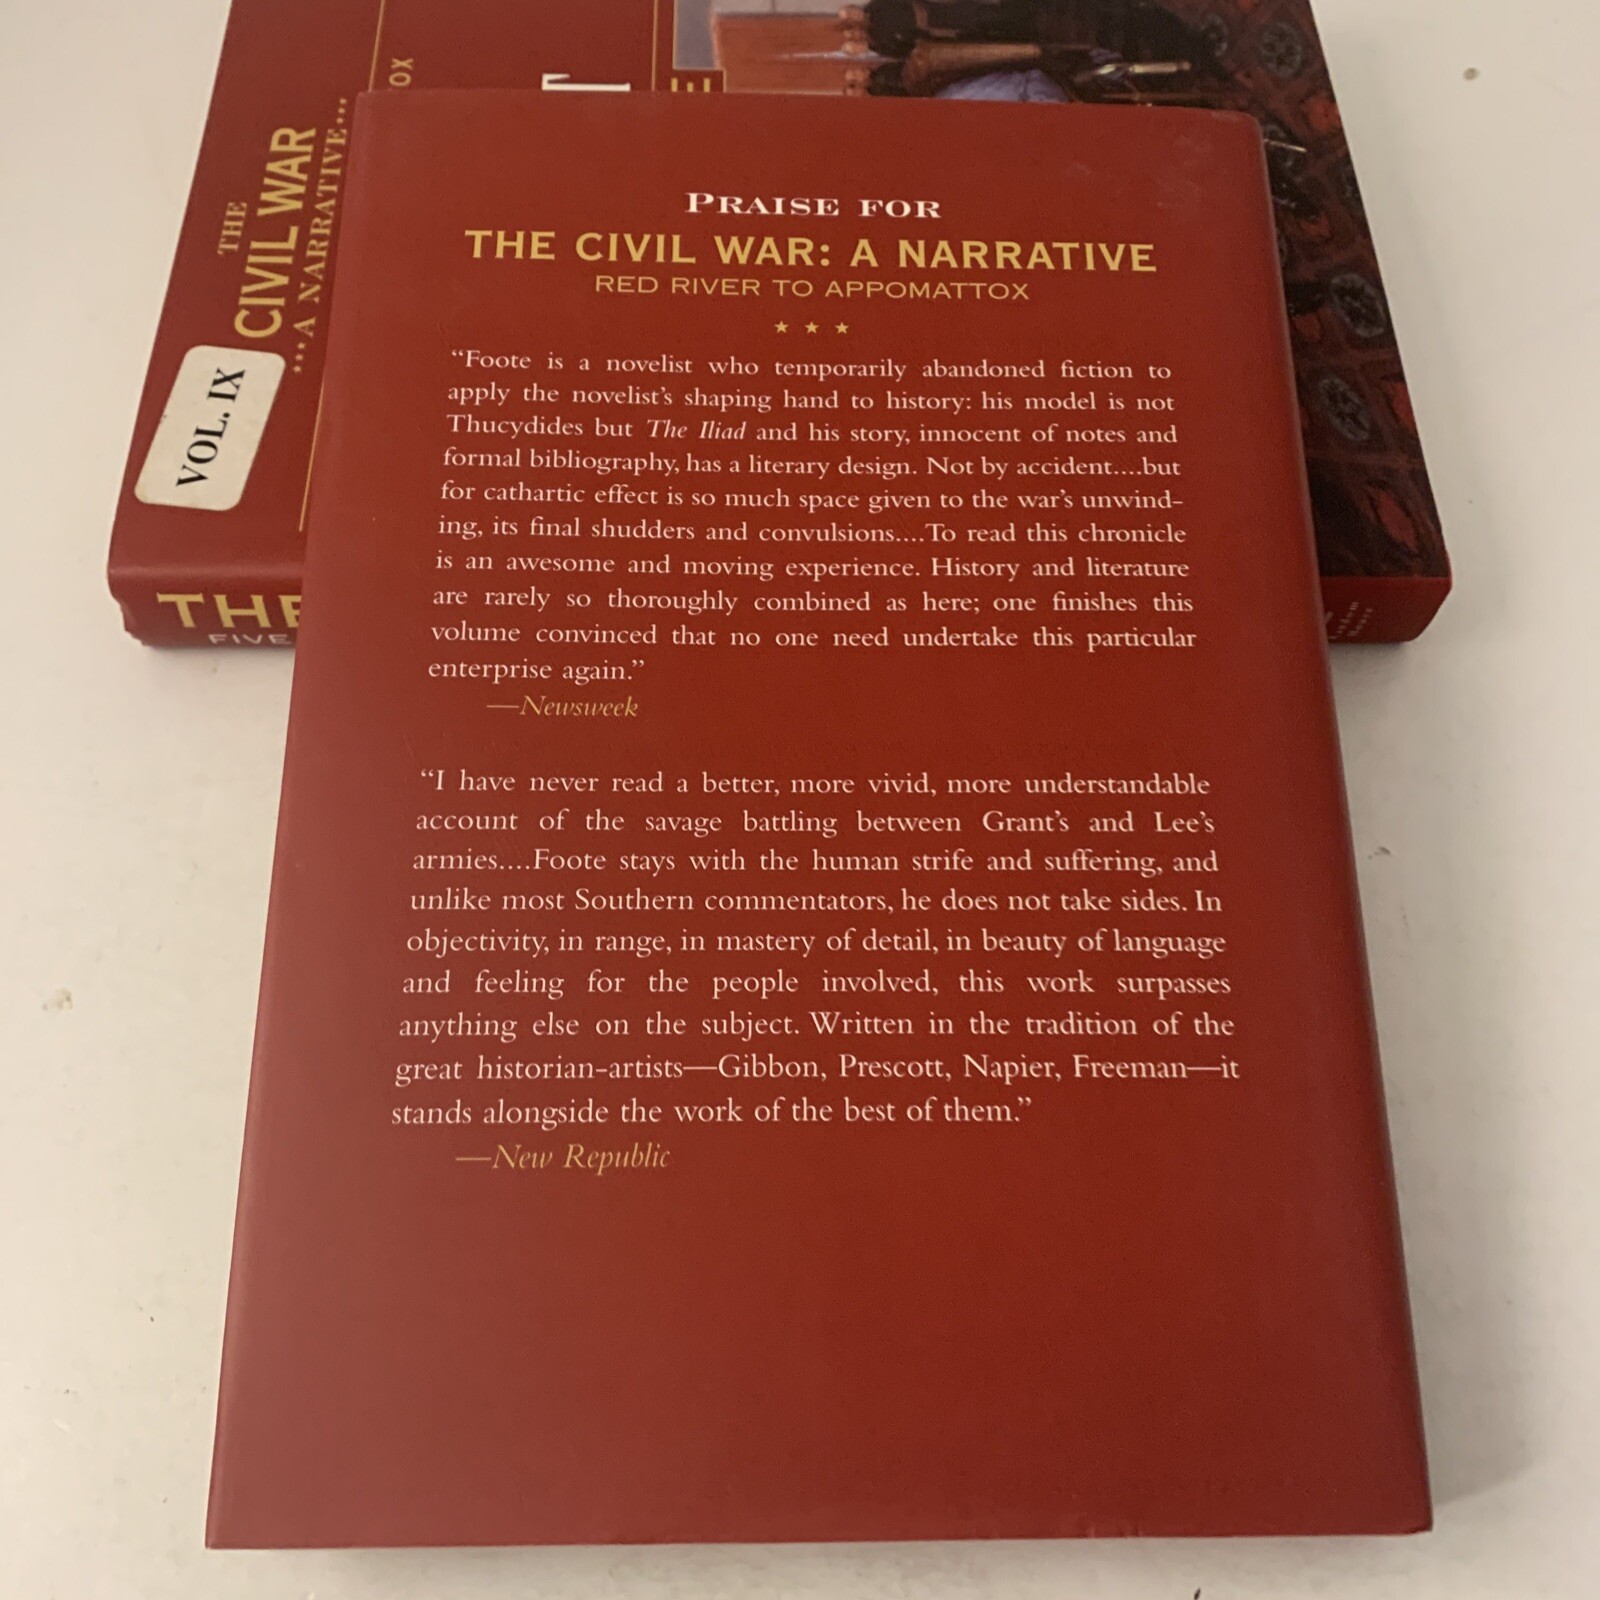 THE
CIVIL WAR
...A NARRATIVE...
VOL. IX
OX
T
E
THE
FIVE
PRAISE FOR
THE CIVIL WAR: A NARRATIVE
RED RIVER TO APPOMATTOX
★ ★ ★
“Foote is a novelist who temporarily abandoned fiction to
apply the novelist’s shaping hand to history: his model is not
Thucydides but The Iliad and his story, innocent of notes and
formal bibliography, has a literary design. Not by accident....but
for cathartic effect is so much space given to the war’s unwind-
ing, its final shudders and convulsions....To read this chronicle
is an awesome and moving experience. History and literature
are rarely so thoroughly combined as here; one finishes this
volume convinced that no one need undertake this particular
enterprise again.”
—Newsweek
“I have never read a better, more vivid, more understandable
account of the savage battling between Grant’s and Lee’s
armies....Foote stays with the human strife and suffering, and
unlike most Southern commentators, he does not take sides. In
objectivity, in range, in mastery of detail, in beauty of language
and feeling for the people involved, this work surpasses
anything else on the subject. Written in the tradition of the
great historian-artists—Gibbon, Prescott, Napier, Freeman—it
stands alongside the work of the best of them.”
—New Republic